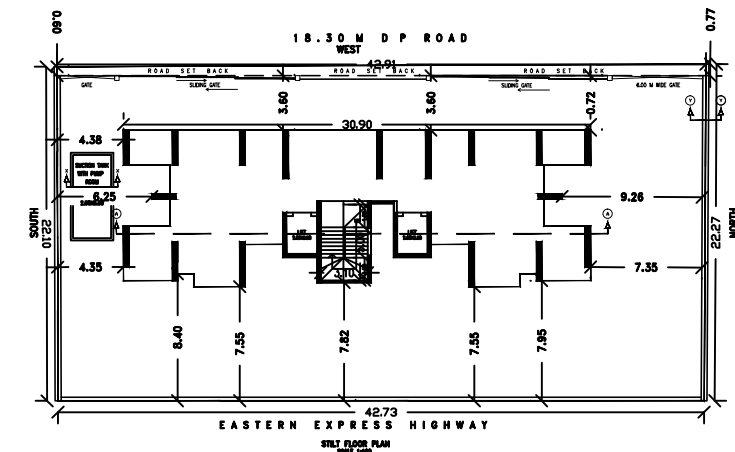 0.60
0.77
18.30 M D P ROAD
WEST
42.91
ROAD SET BACK
ROAD SET BACK
ROAD SET BACK
GATE
SLIDING GATE
SLIDING GATE
4.00 M WIDE GATE
3.60
3.60
0.72
30.90
4.38
SUCTION TANK
WITH PUMP
ROOM
X
X
Y
Y
6.25
9.26
A
A
SOUTH
22.10
22.27
NORTH
LIFT
LIFT
3.10
4.35
7.35
8.40
7.55
7.82
7.55
7.95
42.73
EASTERN EXPRESS HIGHWAY
STILT FLOOR PLAN